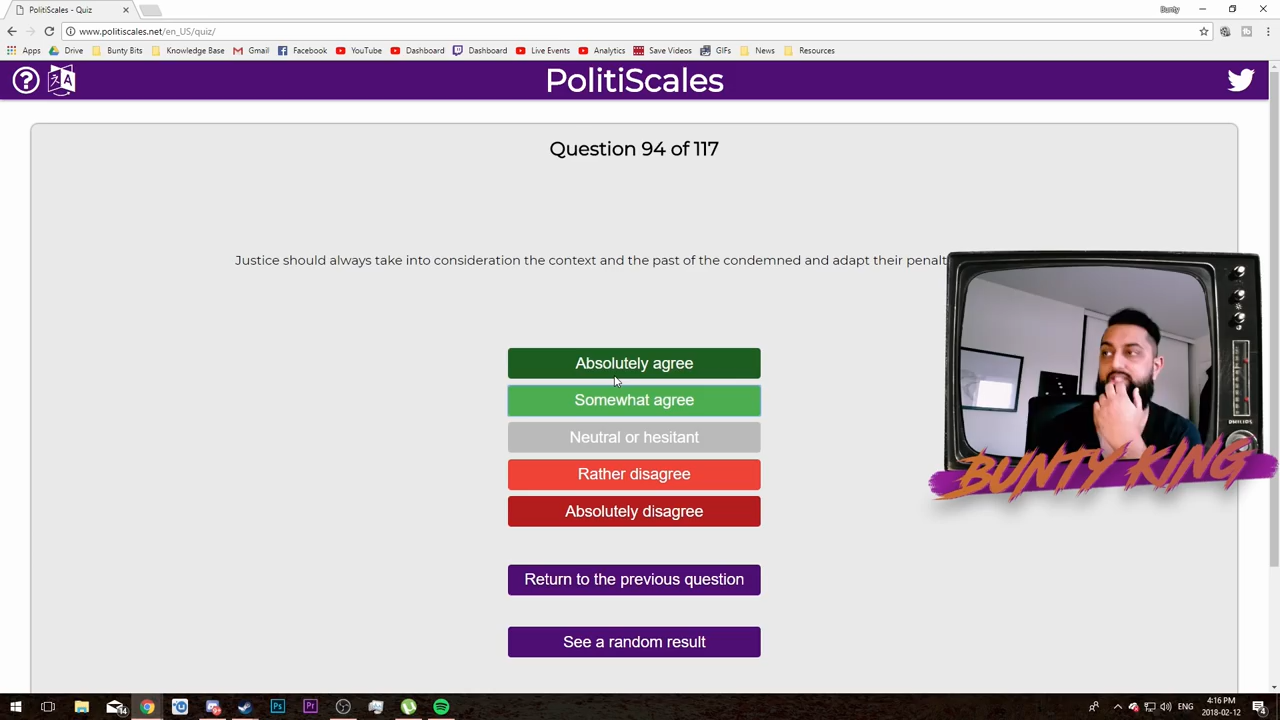 PolitiScales - Quiz
Bunty
www.politiscales.net/en_US/quiz/
Apps Drive Bunty Bits Knowledge Base Gmail Facebook YouTube Dashboard Dashboard Live Events Analytics Save Videos GIFs News Resources
PolitiScales
Question 94 of 117
Justice should always take into consideration the context and the past of the condemned and adapt their
Absolutely agree
Somewhat agree
Neutral or hesitant
Rather disagree
Absolutely disagree
Return to the previous question
See a random result
PHILIPS
BUNTY KING
ENG
4:16 PM
2018-02-12